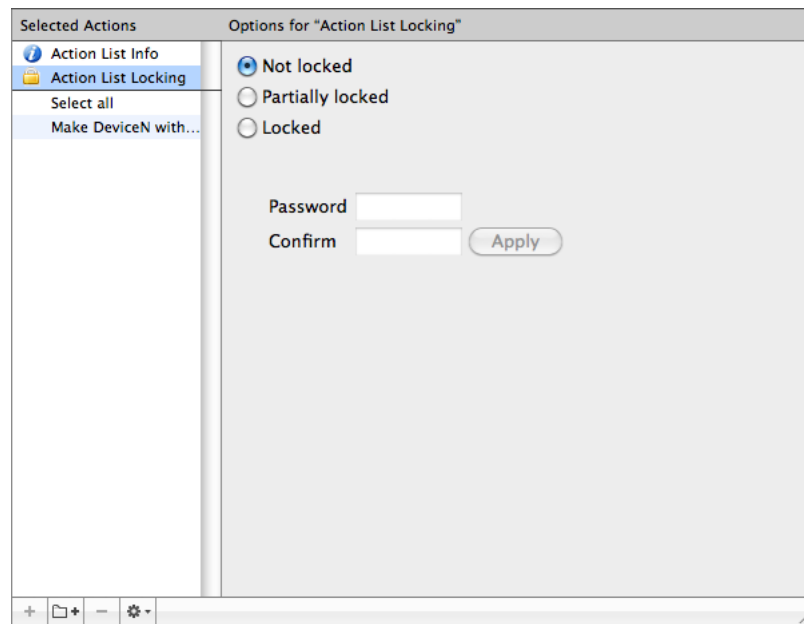 Selected Actions
Options for “Action List Locking”
Action List Info
Action List Locking
Select all
Make DeviceN with...
Not locked
Partially locked
Locked
Password
Confirm
Apply